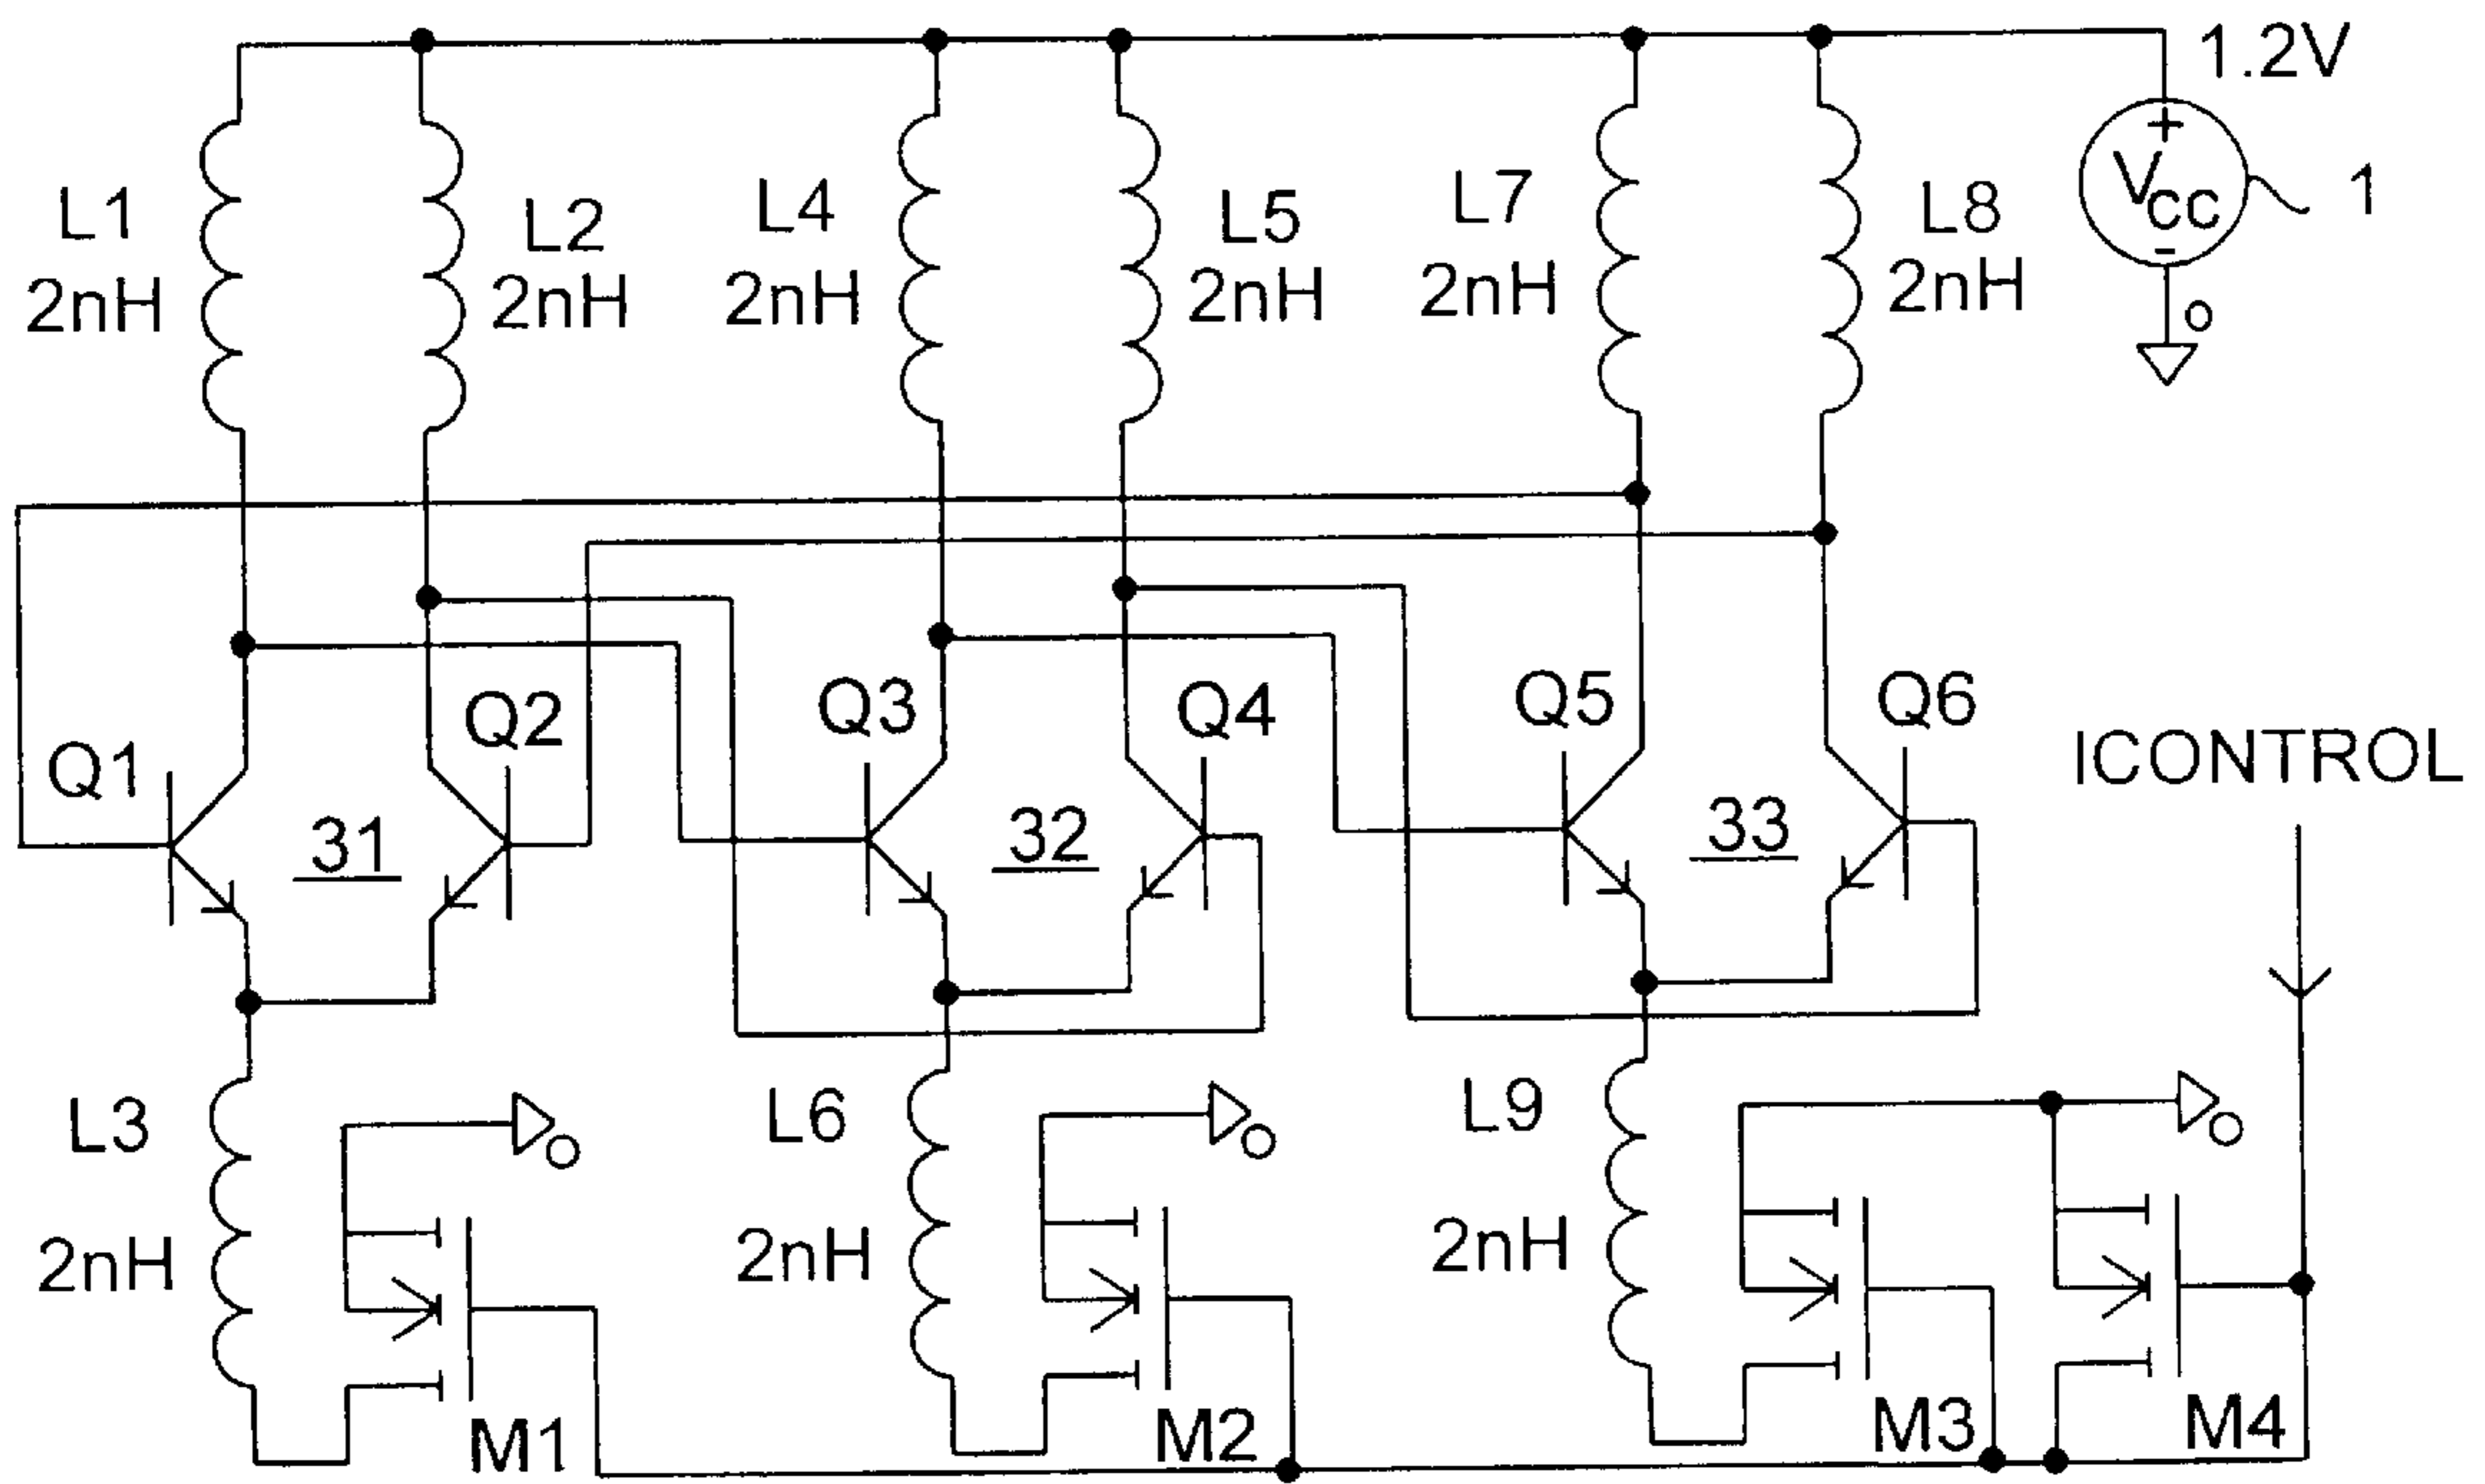 1.2V
+
VCC
-
1
o
L1
2nH
L2
2nH
L4
2nH
L5
2nH
L7
2nH
L8
2nH
Q1
Q2
Q3
Q4
Q5
Q6
31
32
33
ICONTROL
L3
2nH
o
M1
L6
2nH
o
M2
L9
2nH
o
M3
M4